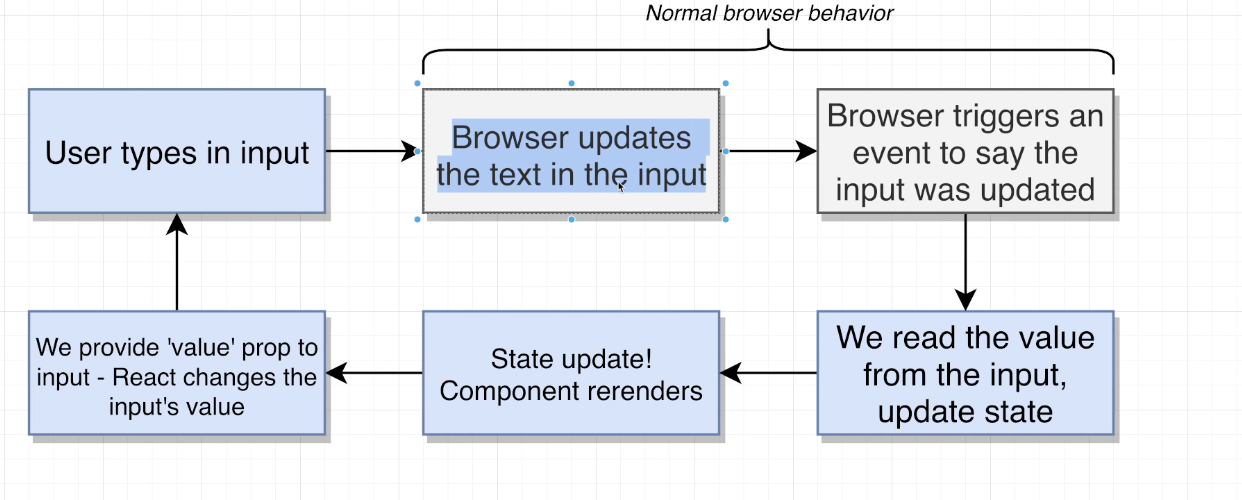 Normal browser behavior
User types in input
Browser updates
the text in the input
Browser triggers an
event to say the
input was updated
We provide 'value' prop to
input - React changes the
input's value
State update!
Component rerenders
We read the value
from the input,
update state